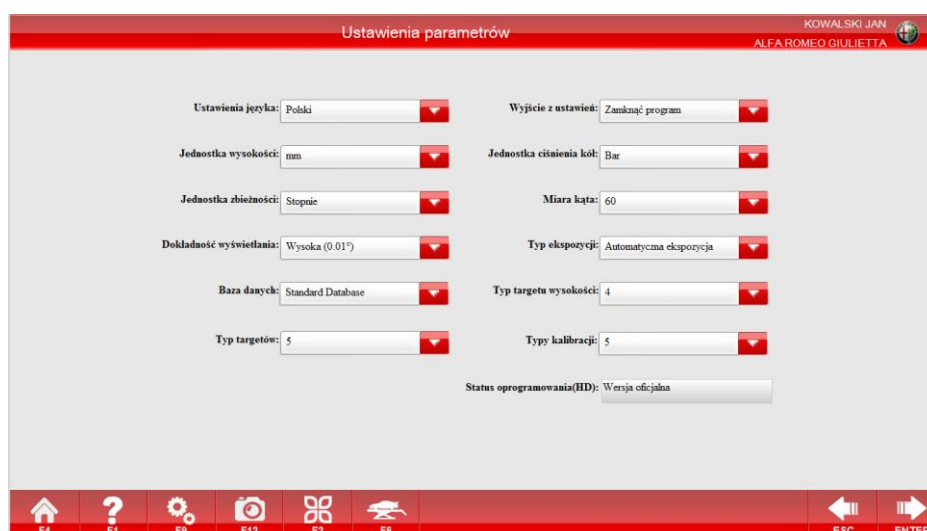 Ustawienia parametrów
KOWALSKI JAN
ALFA ROMEO GIULIETTA
Ustawienia języka: Polski
Wyjście z ustawień: Zamknąć program
Jednostka wysokości: mm
Jednostka ciśnienia kół: Bar
Jednostka zbieżności: Stopnie
Miara kąta: 60
Dokładność wyświetlania: Wysoka (0.01°)
Typ ekspozycji: Automatyczna ekspozycja
Baza danych: Standard Database
Typ targetu wysokości: 4
Typ targetów: 5
Typy kalibracji: 5
Status oprogramowania(HD): Wersja oficjalna
F4 F1 F9 F12 F2 F6 ESC ENTER